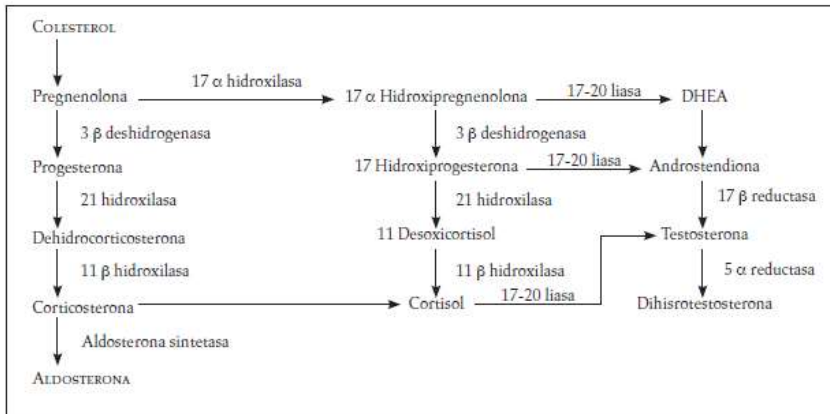 COLESTEROL
17 α hidroxilasa
Pregnenolona 17 α Hidroxipregnenolona 17-20 liasa DHEA
3 β deshidrogenasa 3 β deshidrogenasa
Progesterona 17 Hidroxiprogesterona 17-20 liasa Androstendiona
21 hidroxilasa 21 hidroxilasa 17 β reductasa
Dehidrocorticosterona 11 Desoxicortisol Testosterona
11 β hidroxilasa 11 β hidroxilasa 5 α reductasa
Corticosterona Cortisol 17-20 liasa Dihisrotestosterona
Aldosterona sintetasa
ALDOSTERONA